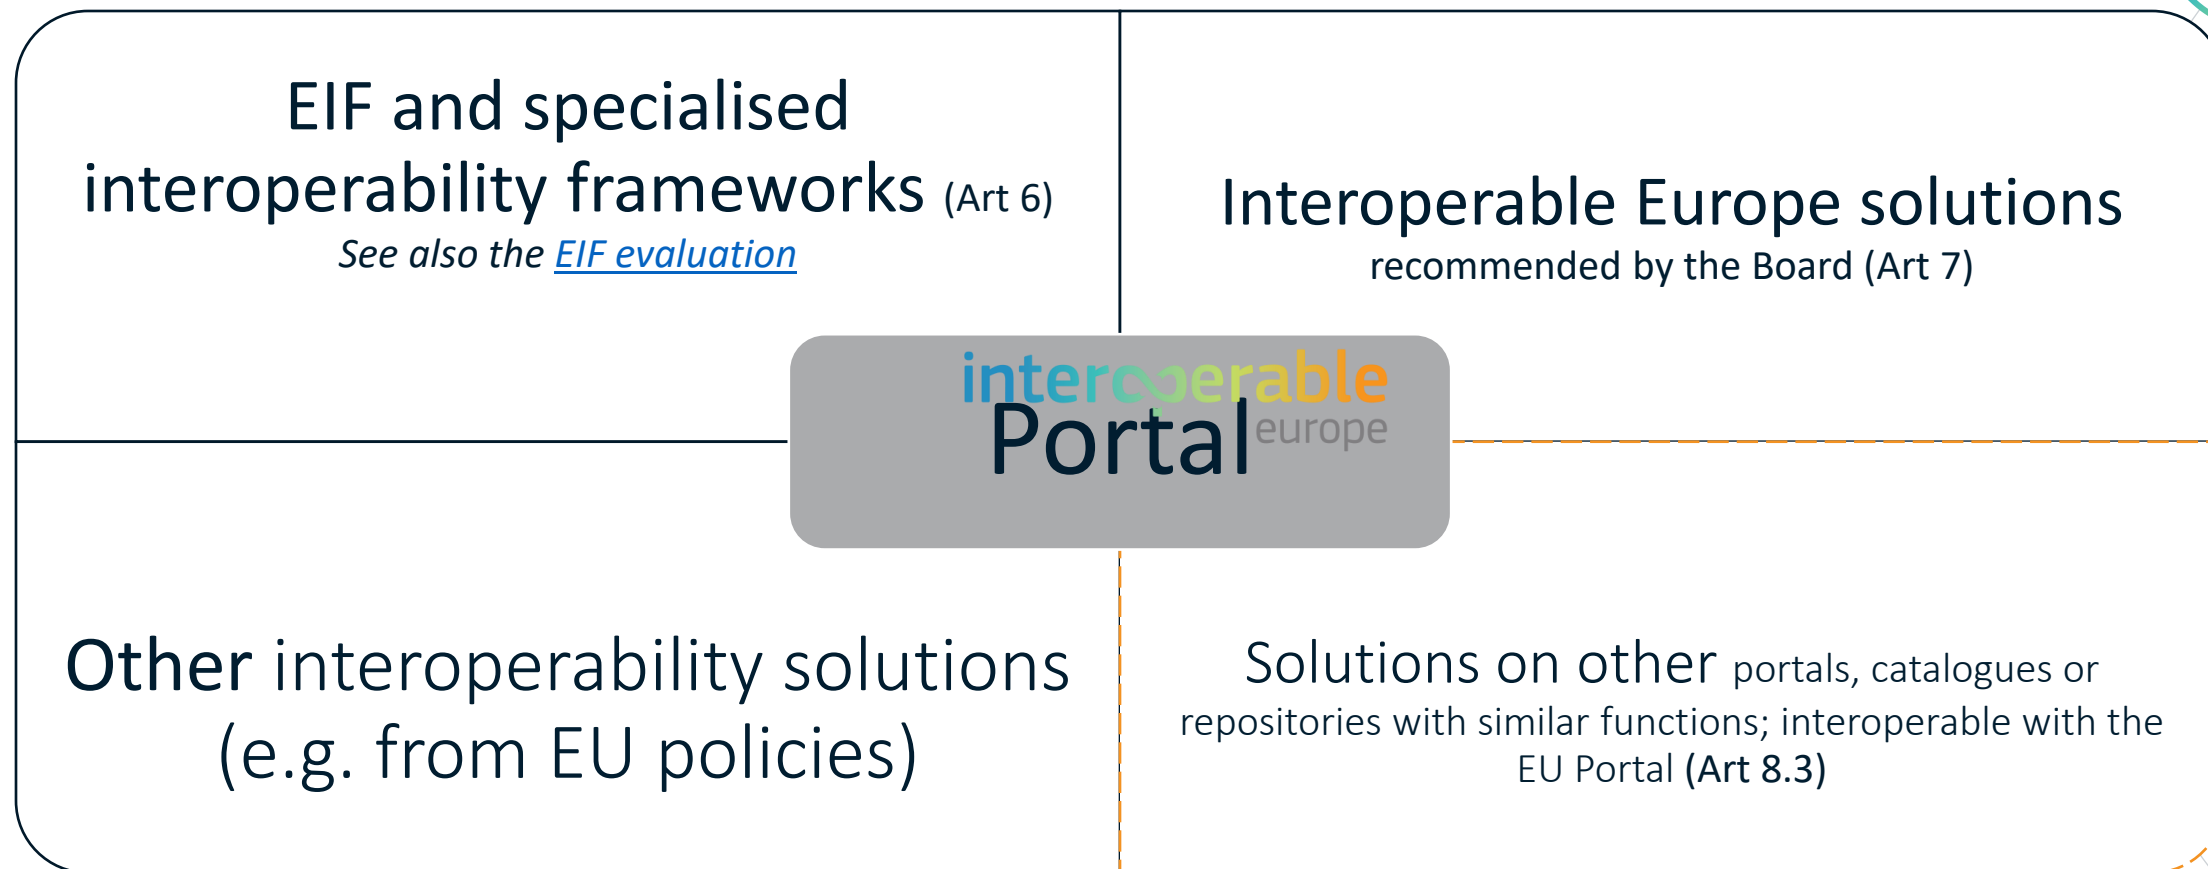 EIF and specialised
interoperability frameworks (Art 6)
See also the EIF evaluation
Interoperable Europe solutions
recommended by the Board (Art 7)
interoperable
europe
Portal
Other interoperability solutions
(e.g. from EU policies)
Solutions on other portals, catalogues or
repositories with similar functions; interoperable with the
EU Portal (Art 8.3)